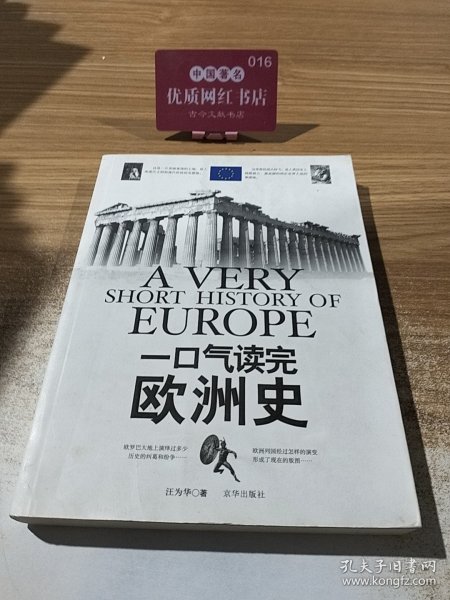 016
中国著名
优质网红书店
古今文献书店
A VERY
SHORT HISTORY OF
EUROPE
一口气读完
欧洲史
欧罗巴大地上演绎过多少
历史的纠葛和纷争……
欧洲列国经过怎样的演变
形成了现在的版图……
汪为华◎著
京华出版社
孔夫子旧书网
www.kongfz.com